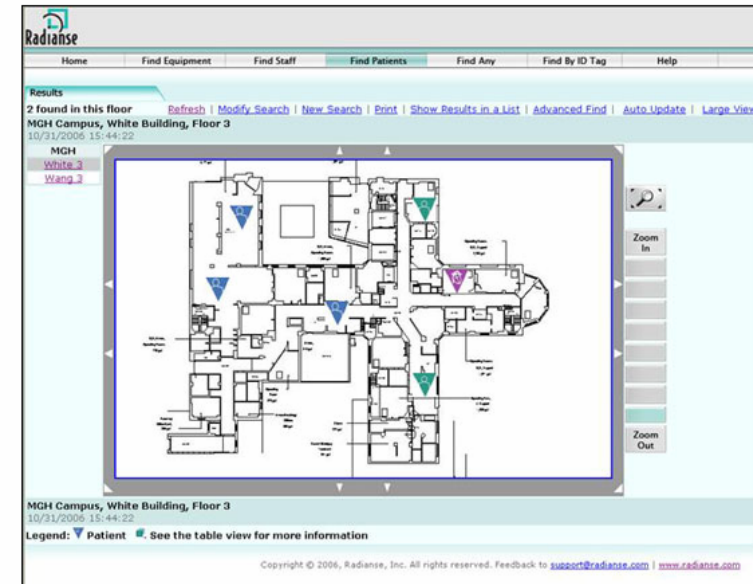 Radianse
Home Find Equipment Find Staff Find Patients Find Any Find By ID Tag Help
Results
2 found in this floor Refresh | Modify Search | New Search | Print | Show Results in a List | Advanced Find | Auto Update | Large View
MGH Campus, White Building, Floor 3
10/31/2006 15:44:22
MGH
White 3
Wang 3
Zoom In
Zoom Out
MGH Campus, White Building, Floor 3
10/31/2006 15:44:22
Legend: Patient . See the table view for more information
Copyright © 2006, Radianse, Inc. All rights reserved. Feedback to support@radianse.com | www.radianse.com